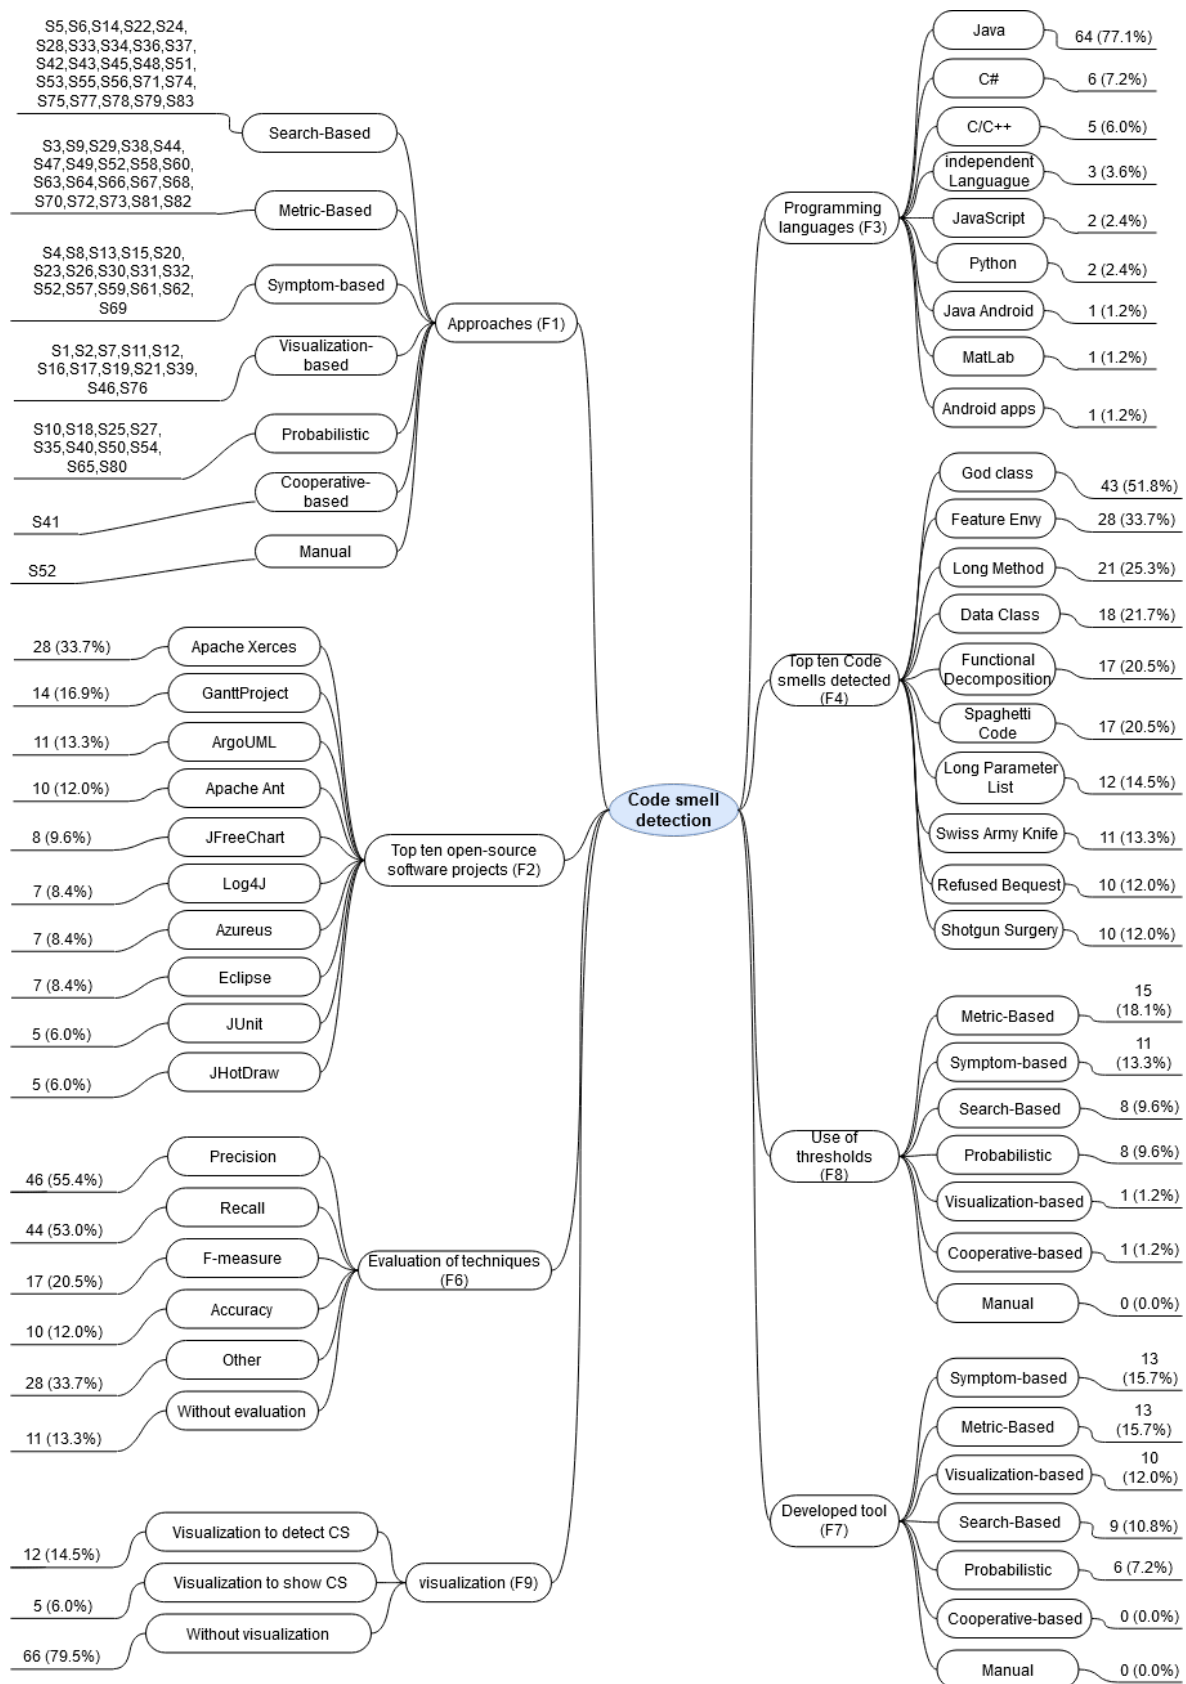 S5,S6,S14,S22,S24,
S28,S33,S34,S36,S37,
S42,S43,S45,S48,S51,
S53,S55,S56,S71,S74,
S75,S77,S78,S79,S83
Search-Based
S3,S9,S29,S38,S44,
S47,S49,S52,S58,S60,
S63,S64,S66,S67,S68,
S70,S72,S73,S81,S82
Metric-Based
S4,S8,S13,S15,S20,
S23,S26,S30,S31,S32,
S52,S57,S59,S61,S62,
S69
Symptom-based
S1,S2,S7,S11,S12,
S16,S17,S19,S21,S39,
S46,S76
Visualization-
based
S10,S18,S25,S27,
S35,S40,S50,S54,
S65,S80
Probabilistic
S41
Cooperative-
based
S52
Manual
Approaches (F1)
28 (33.7%)
Apache Xerces
14 (16.9%)
GanttProject
11 (13.3%)
ArgoUML
10 (12.0%)
Apache Ant
8 (9.6%)
JFreeChart
7 (8.4%)
Log4J
7 (8.4%)
Azureus
7 (8.4%)
Eclipse
5 (6.0%)
JUnit
5 (6.0%)
JHotDraw
Top ten open-source
software projects (F2)
46 (55.4%)
Precision
44 (53.0%)
Recall
17 (20.5%)
F-measure
10 (12.0%)
Accuracy
28 (33.7%)
Other
11 (13.3%)
Without evaluation
Evaluation of techniques
(F6)
12 (14.5%)
Visualization to detect CS
5 (6.0%)
Visualization to show CS
66 (79.5%)
Without visualization
visualization (F9)
Code smell
detection
Programming
languages (F3)
Java
64 (77.1%)
C#
6 (7.2%)
C/C++
5 (6.0%)
independent
Languague
3 (3.6%)
JavaScript
2 (2.4%)
Python
2 (2.4%)
Java Android
1 (1.2%)
MatLab
1 (1.2%)
Android apps
1 (1.2%)
Top ten Code
smells detected
(F4)
God class
43 (51.8%)
Feature Envy
28 (33.7%)
Long Method
21 (25.3%)
Data Class
18 (21.7%)
Functional
Decomposition
17 (20.5%)
Spaghetti
Code
17 (20.5%)
Long Parameter
List
12 (14.5%)
Swiss Army Knife
11 (13.3%)
Refused Bequest
10 (12.0%)
Shotgun Surgery
10 (12.0%)
Use of
thresholds
(F8)
Metric-Based
15
(18.1%)
Symptom-based
11
(13.3%)
Search-Based
8 (9.6%)
Probabilistic
8 (9.6%)
Visualization-based
1 (1.2%)
Cooperative-based
1 (1.2%)
Manual
0 (0.0%)
Developed tool
(F7)
Symptom-based
13
(15.7%)
Metric-Based
13
(15.7%)
Visualization-based
10
(12.0%)
Search-Based
9 (10.8%)
Probabilistic
6 (7.2%)
Cooperative-based
0 (0.0%)
Manual
0 (0.0%)